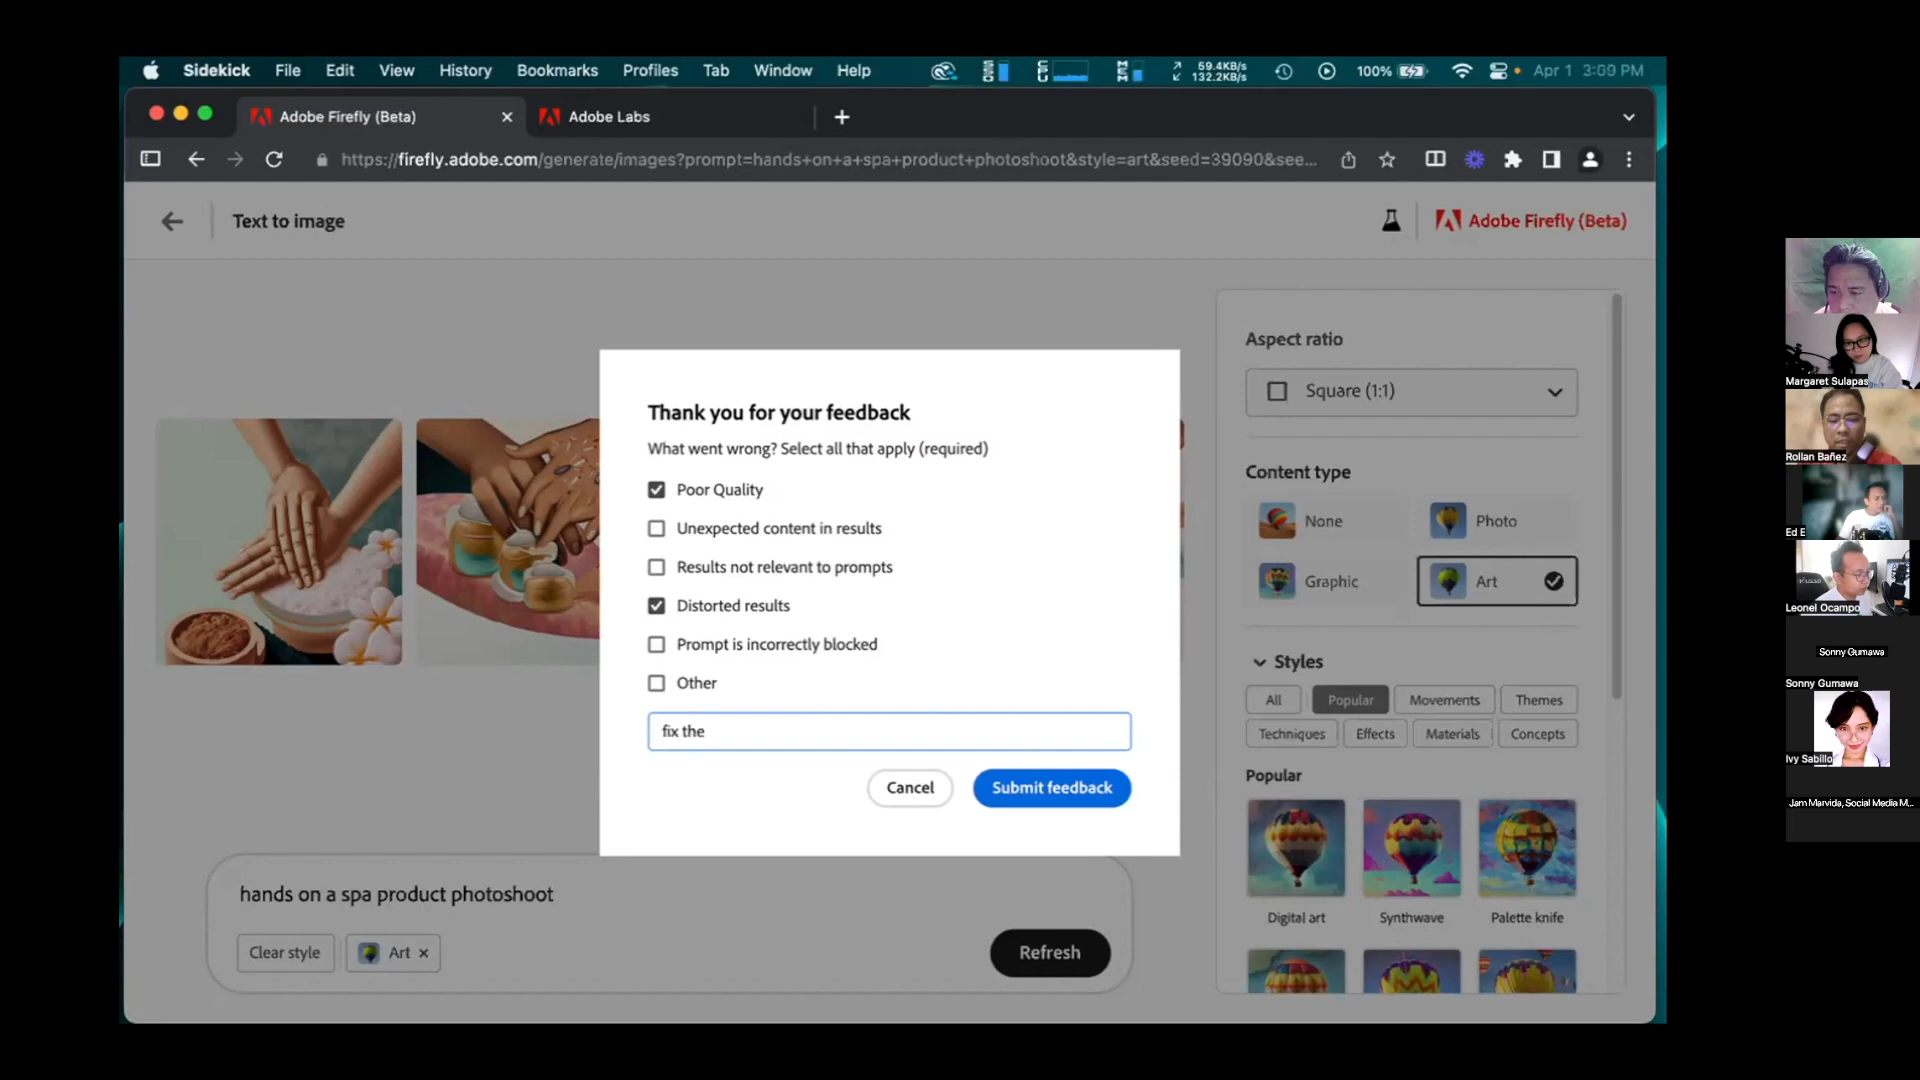 Sidekick File Edit View History Bookmarks Profiles Tab Window Help 59.4KB/s 132.2KB/s 100% Apr 1 3:09 PM
Adobe Firefly (Beta) Adobe Labs
https://firefly.adobe.com/generate/images?prompt=hands+on+a+spa+product+photoshoot&style=art&seed=39090&see...
Text to image
Adobe Firefly (Beta)
Thank you for your feedback
What went wrong? Select all that apply (required)
Poor Quality
Unexpected content in results
Results not relevant to prompts
Distorted results
Prompt is incorrectly blocked
Other
fix the
Cancel
Submit feedback
hands on a spa product photoshoot
Clear style
Art
Refresh
Aspect ratio
Square (1:1)
Content type
None
Photo
Graphic
Art
Styles
All Popular Movements Themes
Techniques Effects Materials Concepts
Popular
Digital art Synthwave Palette knife
Margaret Sulapas
Rollan Bañez
Ed E
Leonel Ocampo
Sonny Gumawa
Sonny Gumawa
Ivy Sabillo
Jam Marvida, Social Media M...